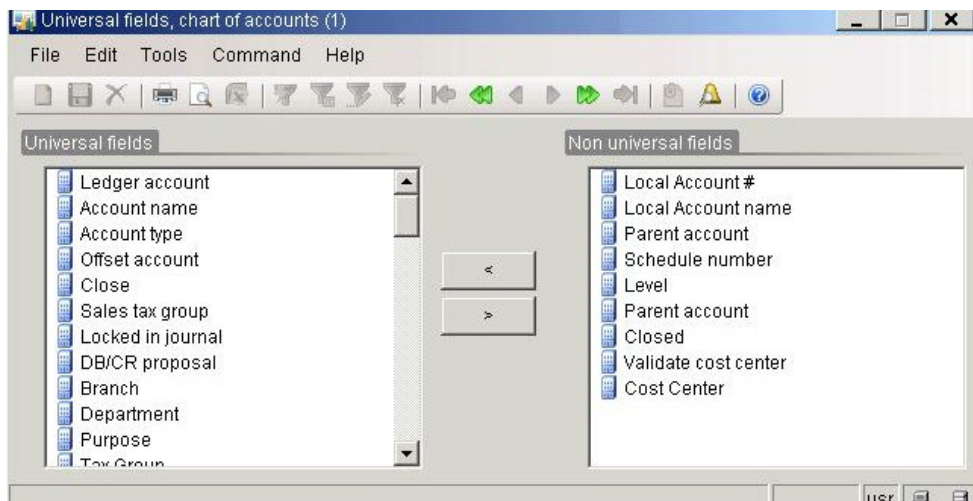 Universal fields, chart of accounts (1)
File Edit Tools Command Help
Universal fields
Ledger account
Account name
Account type
Offset account
Close
Sales tax group
Locked in journal
DB/CR proposal
Branch
Department
Purpose
Tax Group
<
>
Non universal fields
Local Account #
Local Account name
Parent account
Schedule number
Level
Parent account
Closed
Validate cost center
Cost Center
usr